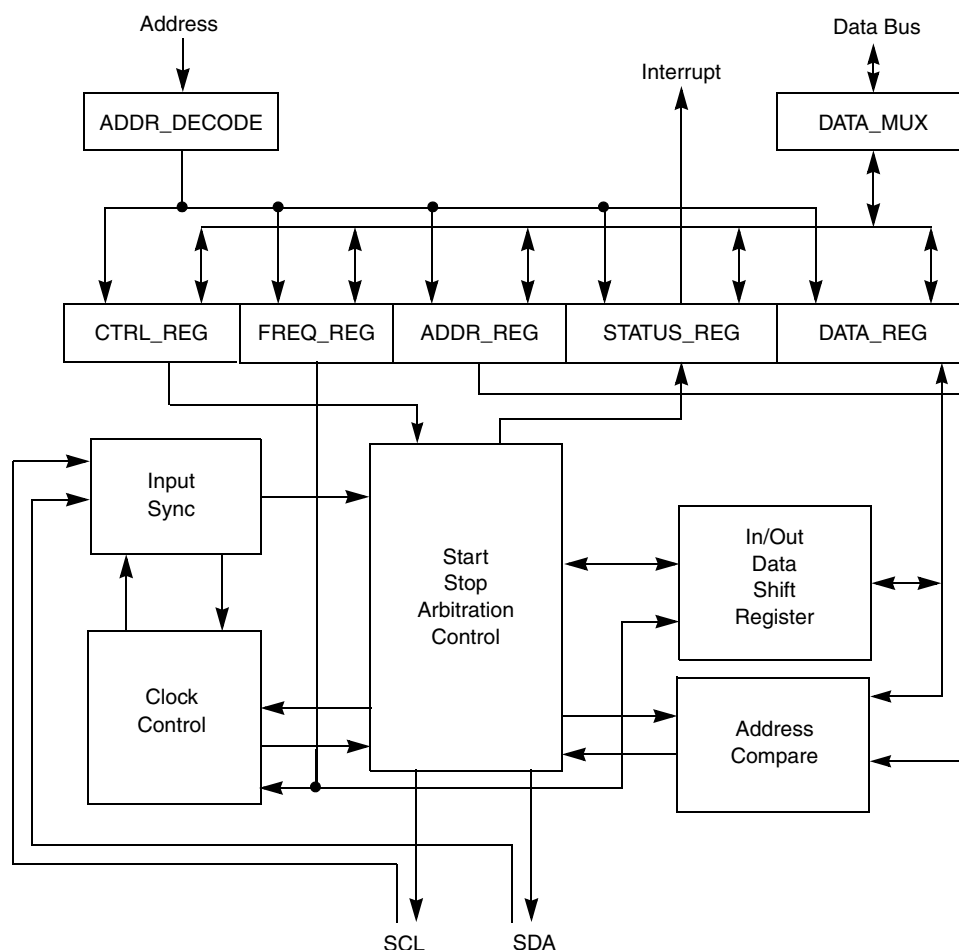 Address
Data Bus
Interrupt
ADDR_DECODE
DATA_MUX
CTRL_REG
FREQ_REG
ADDR_REG
STATUS_REG
DATA_REG
Input
Sync
Start
Stop
Arbitration
Control
In/Out
Data
Shift
Register
Clock
Control
Address
Compare
SCL
SDA